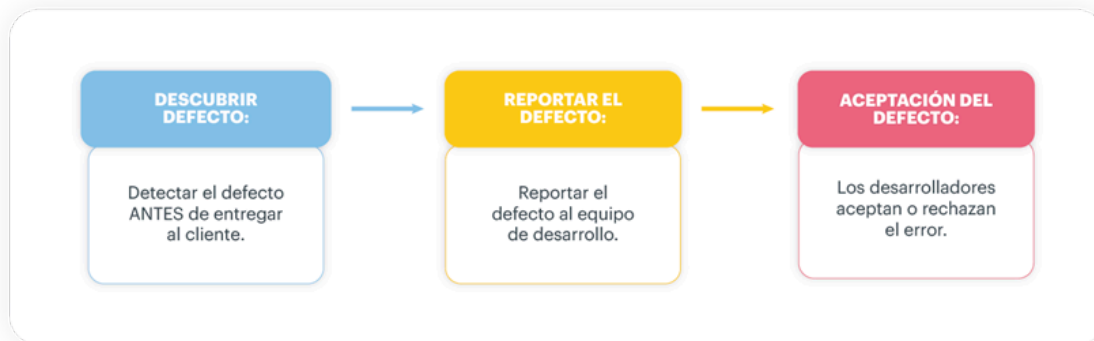 DESCUBRIR
DEFECTO:
Detectar el defecto
ANTES de entregar
al cliente.
REPORTAR EL
DEFECTO:
Reportar el
defecto al equipo
de desarrollo.
ACEPTACIÓN DEL
DEFECTO:
Los desarrolladores
aceptan o rechazan
el error.